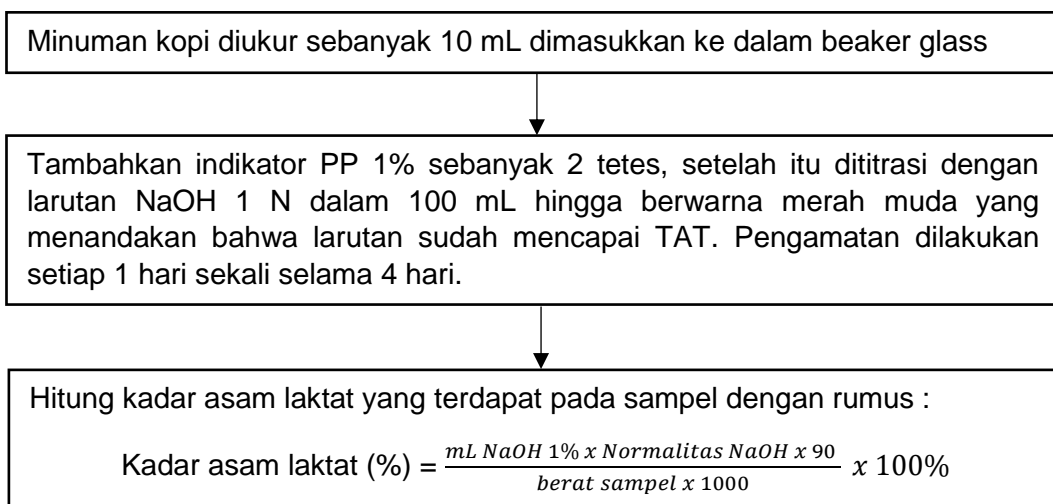 Minuman kopi diukur sebanyak 10 mL dimasukkan ke dalam beaker glass
Tambahkan indikator PP 1% sebanyak 2 tetes, setelah itu dititrasi dengan
larutan NaOH 1 N dalam 100 mL hingga berwarna merah muda yang
menandakan bahwa larutan sudah mencapai TAT. Pengamatan dilakukan
setiap 1 hari sekali selama 4 hari.
Hitung kadar asam laktat yang terdapat pada sampel dengan rumus :
Kadar asam laktat (%) = mL NaOH 1% x Normalitas NaOH x 90 / berat sampel x 1000 x 100%